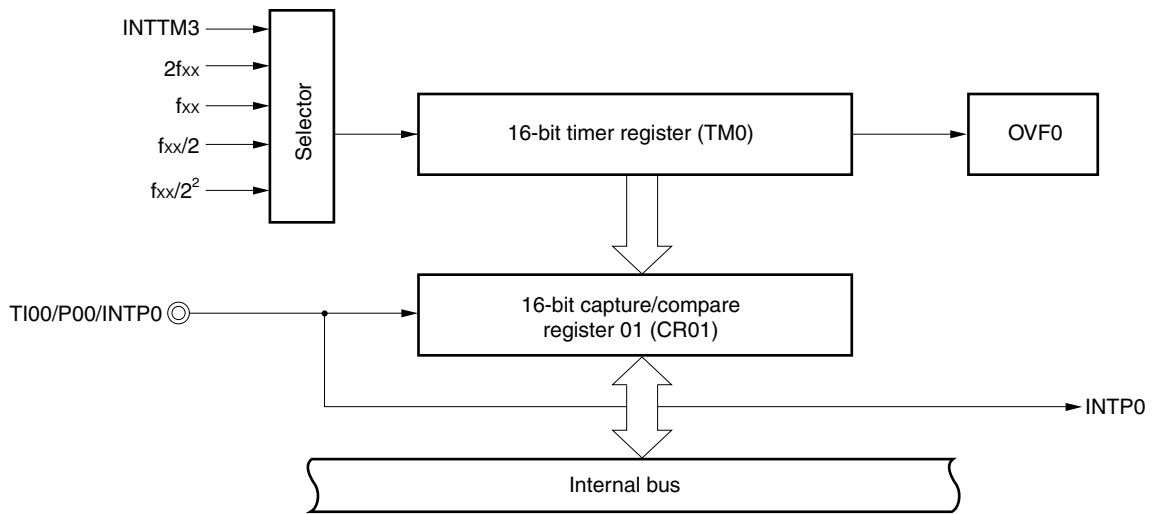 INTTM3
2fxx
fxx
fxx/2
fxx/2²
Selector
16-bit timer register (TM0)
OVF0
TI00/P00/INTP0
16-bit capture/compare
register 01 (CR01)
INTP0
Internal bus